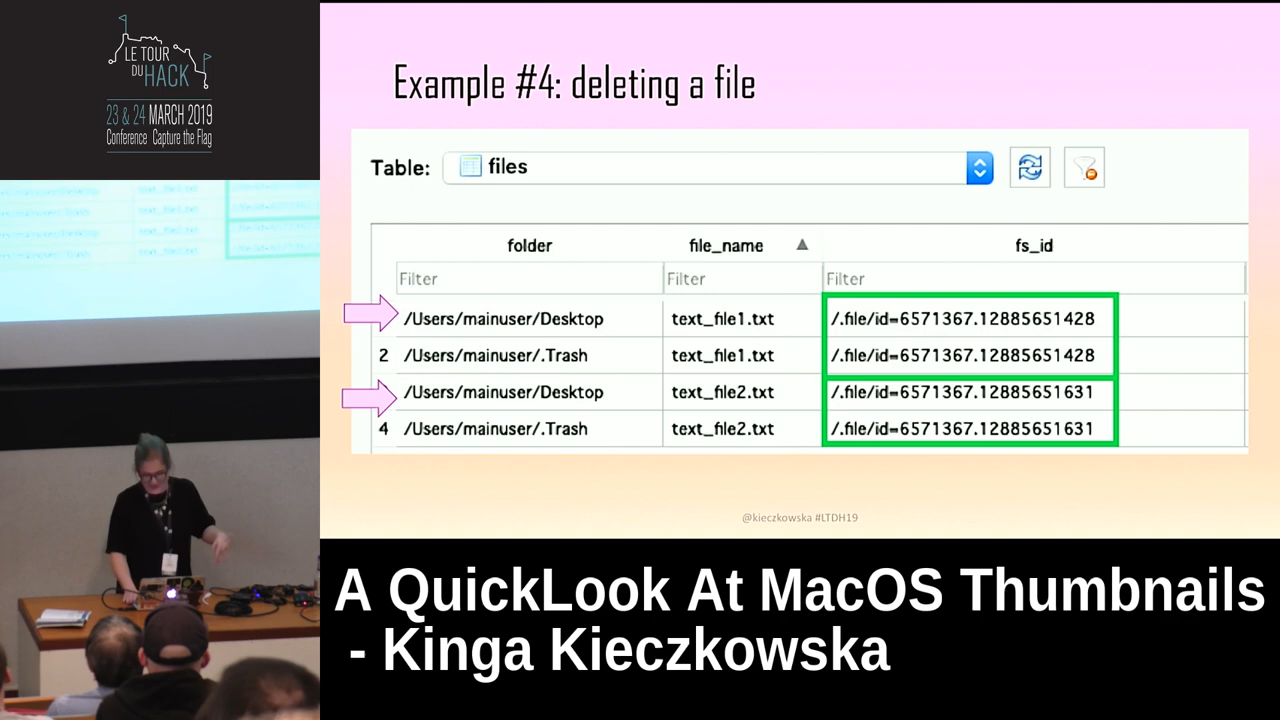 LE TOUR
DU HACK
23 & 24 MARCH 2019
Conference Capture the Flag
Example #4: deleting a file
Table: files
folder file_name fs_id
Filter Filter Filter
/Users/mainuser/Desktop text_file1.txt /.file/id=6571367.12885651428
2 /Users/mainuser/.Trash text_file1.txt /.file/id=6571367.12885651428
/Users/mainuser/Desktop text_file2.txt /.file/id=6571367.12885651631
4 /Users/mainuser/.Trash text_file2.txt /.file/id=6571367.12885651631
@kieczkowska #LTDH19
A QuickLook At MacOS Thumbnails
- Kinga Kieczkowska